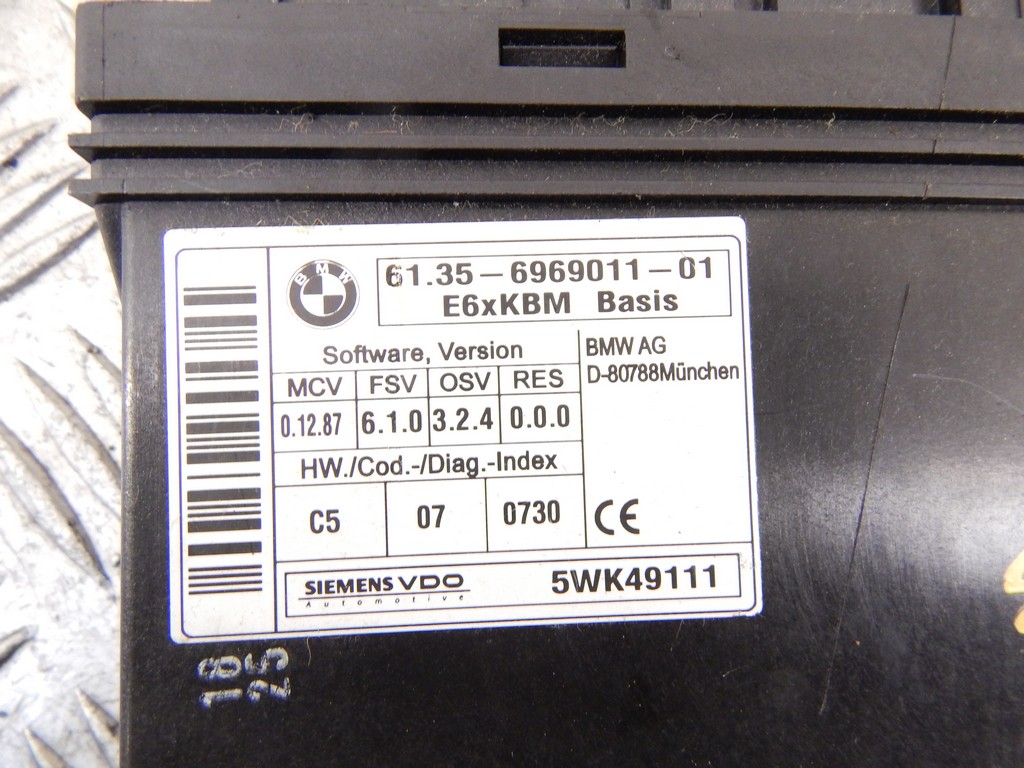 BMW
61.35-6969011-01
E6xKBM Basis
Software, Version
MCV FSV OSV RES
0.12.87 6.1.0 3.2.4 0.0.0
BMW AG
D-80788München
HW./Cod.-/Diag.-Index
C5 07 0730
CE
SIEMENS VDO
Automotive
5WK49111
18
25